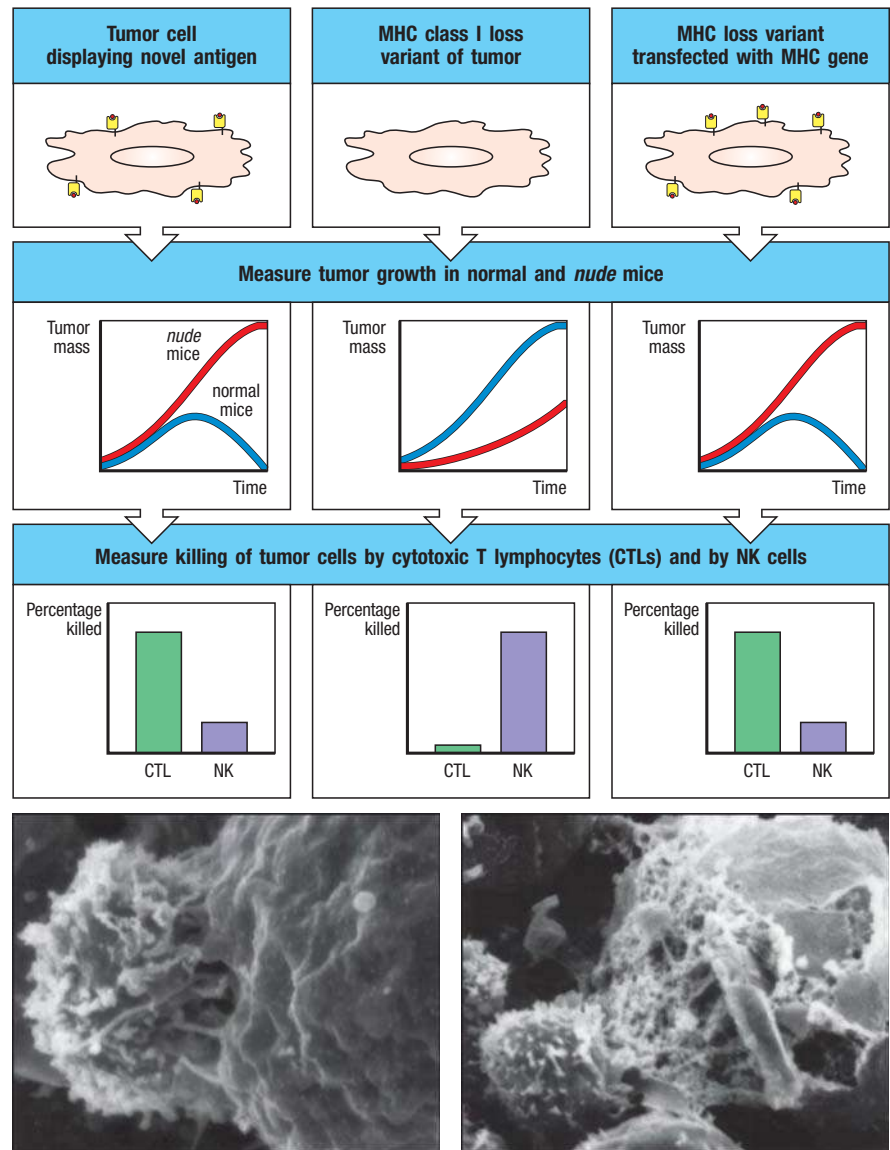 Tumor cell
displaying novel antigen
MHC class I loss
variant of tumor
MHC loss variant
transfected with MHC gene
Measure tumor growth in normal and nude mice
Tumor
mass
nude
mice
normal
mice
Time
Tumor
mass
Time
Tumor
mass
Time
Measure killing of tumor cells by cytotoxic T lymphocytes (CTLs) and by NK cells
Percentage
killed
CTL NK
Percentage
killed
CTL NK
Percentage
killed
CTL NK